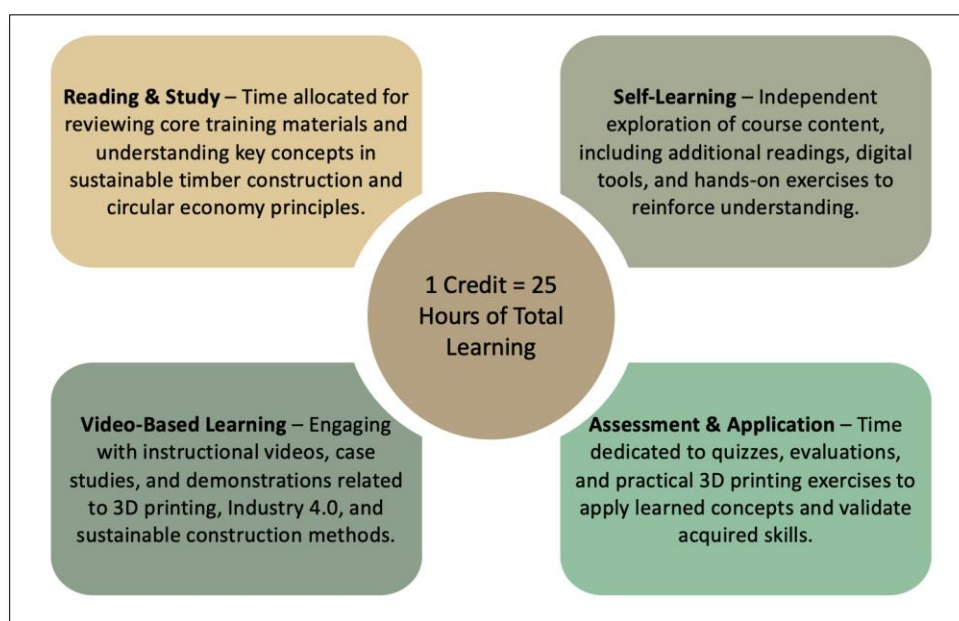 Reading & Study – Time allocated for
reviewing core training materials and
understanding key concepts in
sustainable timber construction and
circular economy principles.
Self-Learning – Independent
exploration of course content,
including additional readings, digital
tools, and hands-on exercises to
reinforce understanding.
1 Credit = 25
Hours of Total
Learning
Video-Based Learning – Engaging
with instructional videos, case
studies, and demonstrations related
to 3D printing, Industry 4.0, and
sustainable construction methods.
Assessment & Application – Time
dedicated to quizzes, evaluations,
and practical 3D printing exercises to
apply learned concepts and validate
acquired skills.